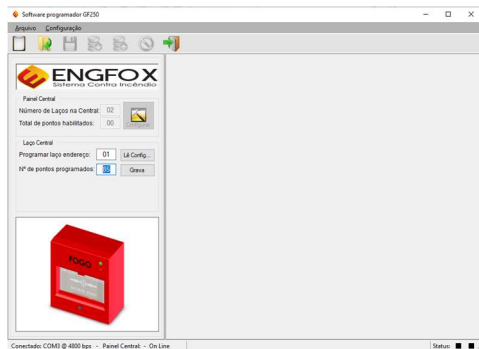 Software programador GF250
Arquivo Configuração
ENGFOX
Sistema Contra Incêndio
Painel Central
Número de Laços na Central: 02
Total de pontos habilitados: 00
Configurar
Laço Central
Programar laço endereço: 01 Lê Config...
Nº de pontos programados: Grava
FOGO
Conectado: COM3 @ 4800 bps - Painel Central: - On Line
Status: